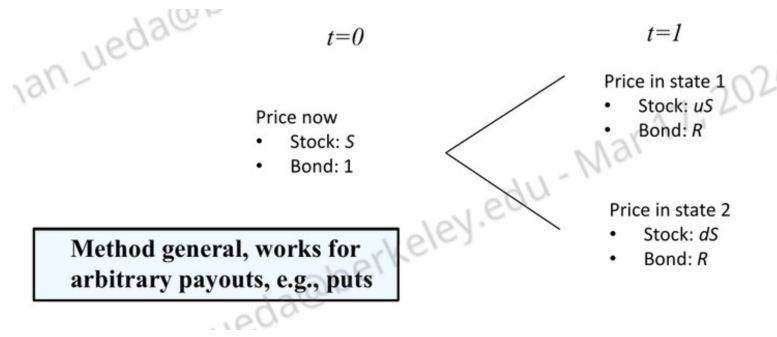 t=0
t=1
Price now
• Stock: S
• Bond: 1
Price in state 1
• Stock: uS
• Bond: R
Price in state 2
• Stock: dS
• Bond: R
Method general, works for
arbitrary payouts, e.g., puts